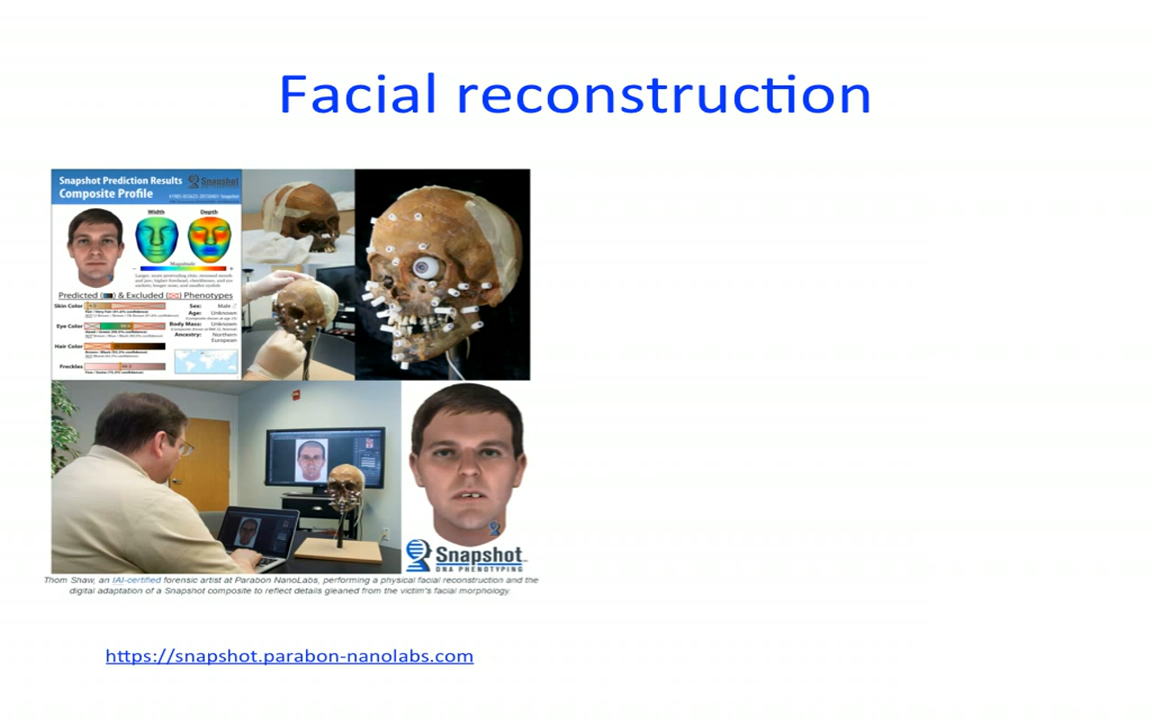 Facial reconstruction
Snapshot Prediction Results
Composite Profile
Snapshot
Width
Depth
Magnitude
Predicted & Excluded Phenotypes
Skin Color
Eye Color
Hair Color
Freckles
Sex: Male
Age: Unknown
Body Mass: Unknown
Ancestry: Northern
European
Snapshot
DNA PHENOTYPING
Thom Shaw, an IAI-certified forensic artist at Parabon NanoLabs, performing a physical facial reconstruction and the
digital adaptation of a Snapshot composite to reflect details gleaned from the victim's facial morphology.
https://snapshot.parabon-nanolabs.com